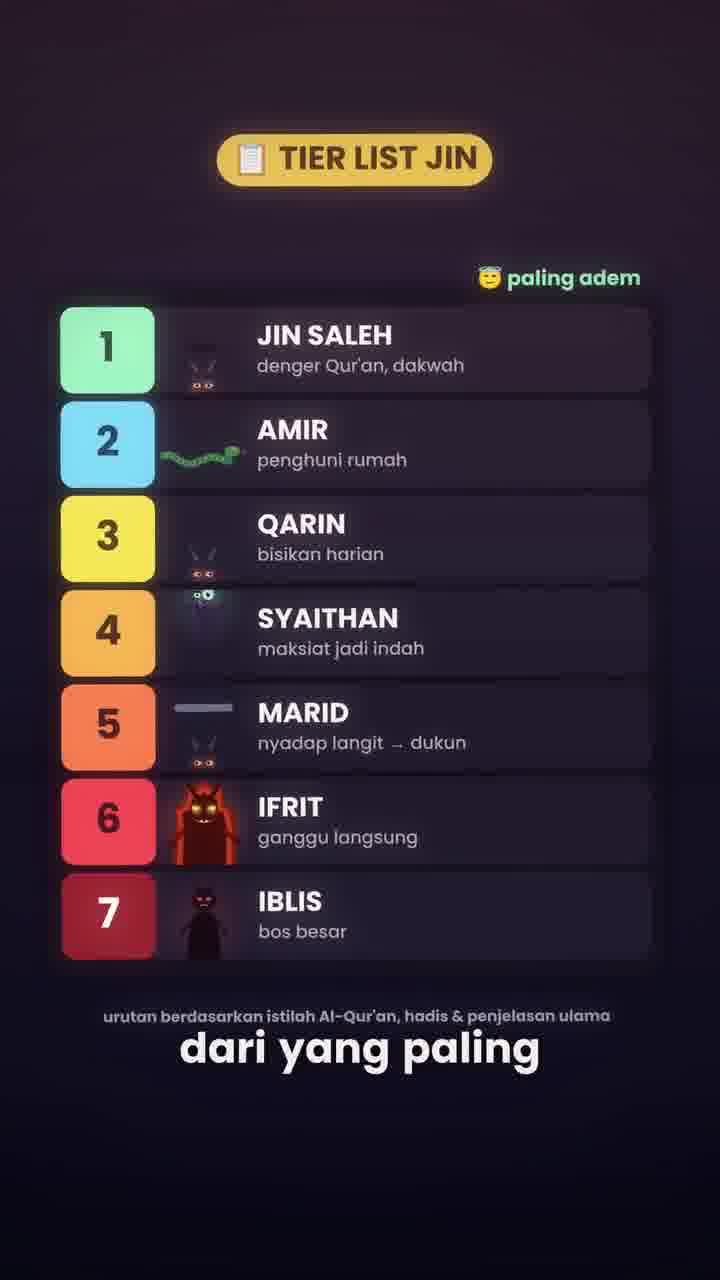 TIER LIST JIN
paling adem
1
JIN SALEH
denger Qur'an, dakwah
2
AMIR
penghuni rumah
3
QARIN
bisikan harian
4
SYAITHAN
maksiat jadi indah
5
MARID
nyadap langit → dukun
6
IFRIT
ganggu langsung
7
IBLIS
bos besar
urutan berdasarkan istilah Al-Qur'an, hadis & penjelasan ulama
dari yang paling